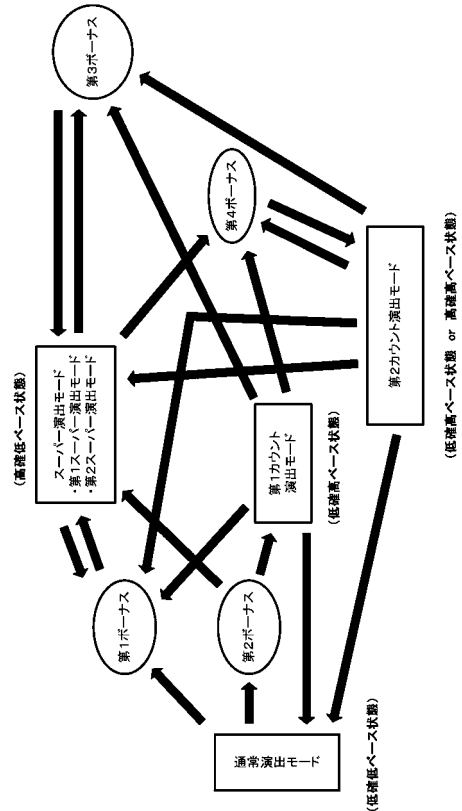 (高確低ベース状態)
スーパー演出モード
・第1スーパー演出モード
・第2スーパー演出モード
第3ボーナス
第1ボーナス
第4ボーナス
第2ボーナス
第1カウント
演出モード
(低確高ベース状態)
通常演出モード
(低確低ベース状態)
第2カウント演出モード
(低確高ベース状態 or 高確高ベース状態)